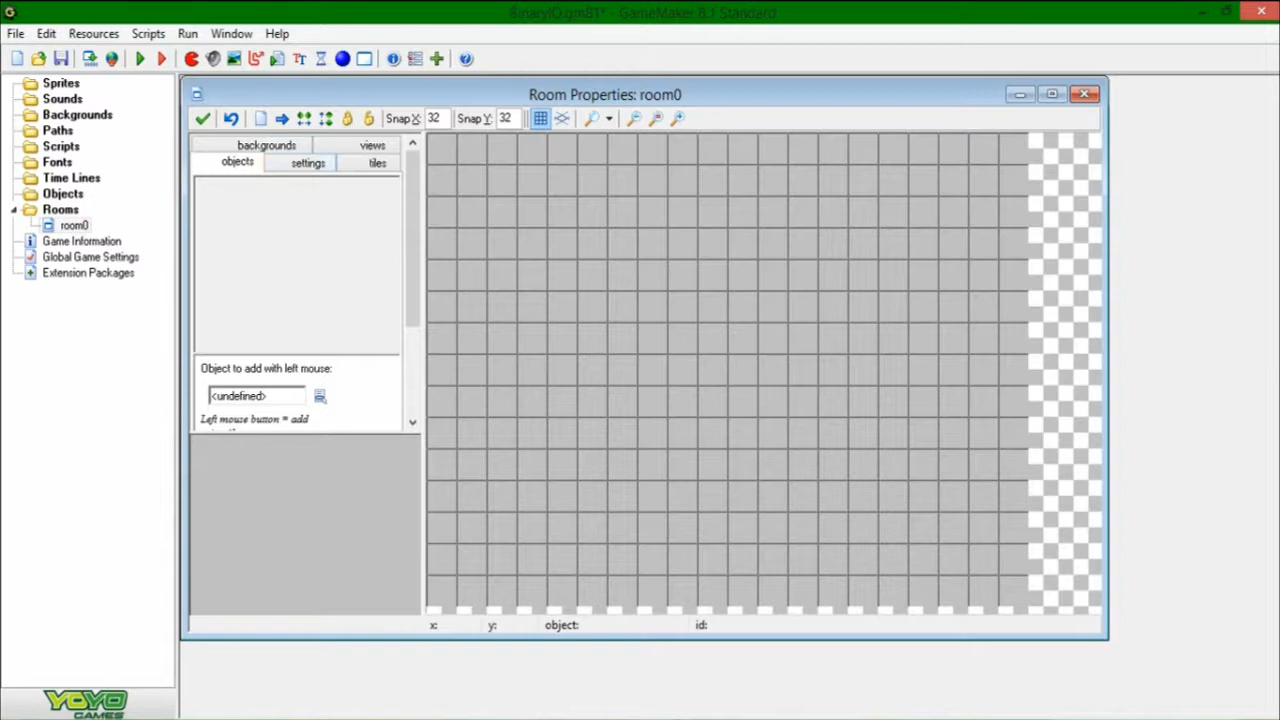 BinaryIO.gm81* - GameMaker 8.1 Standard
File Edit Resources Scripts Run Window Help
Sprites
Sounds
Backgrounds
Paths
Scripts
Fonts
Time Lines
Objects
Rooms
room0
Game Information
Global Game Settings
Extension Packages
YOYO
GAMES
Room Properties: room0
Snap X: 32 Snap Y: 32
backgrounds views
objects settings tiles
Object to add with left mouse:
<undefined>
Left mouse button = add
x: y: object: id: